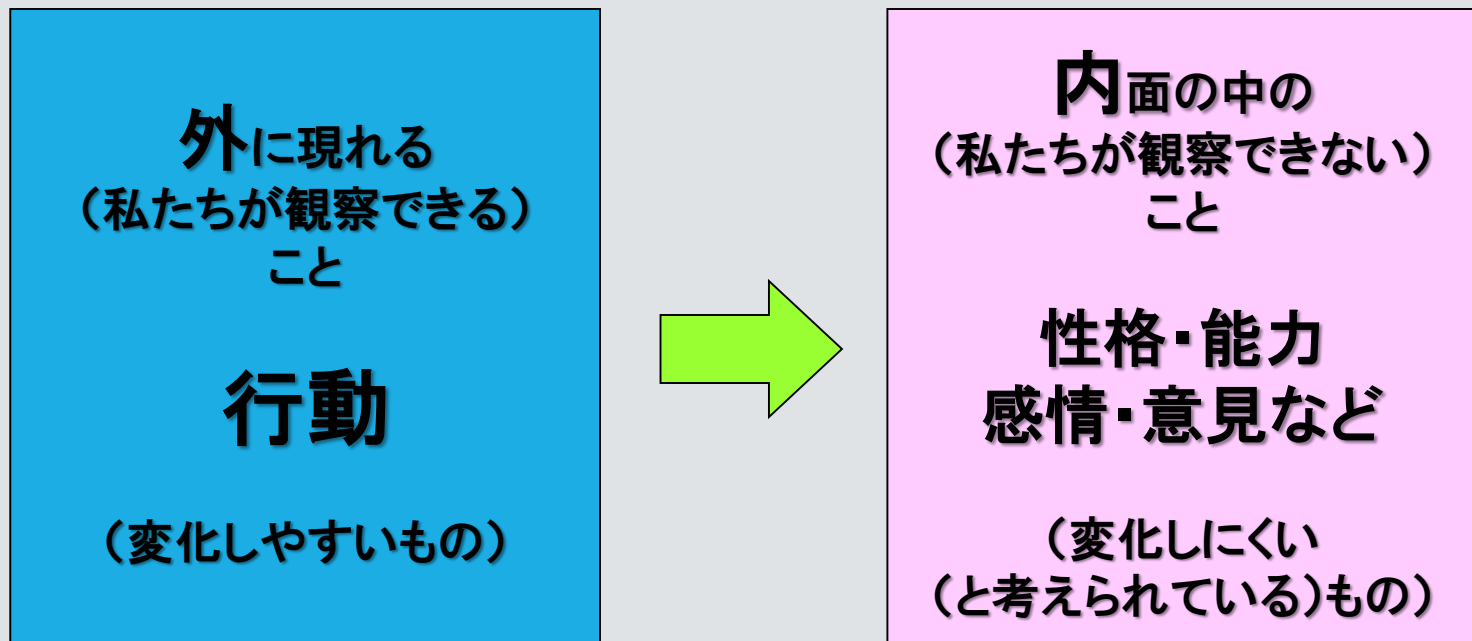 外に現れる
（私たちが観察できる）
こと
行動
（変化しやすいもの）
内面の中の
（私たちが観察できない）
こと
性格・能力
感情・意見など
（変化しにくい
（と考えられている）もの）